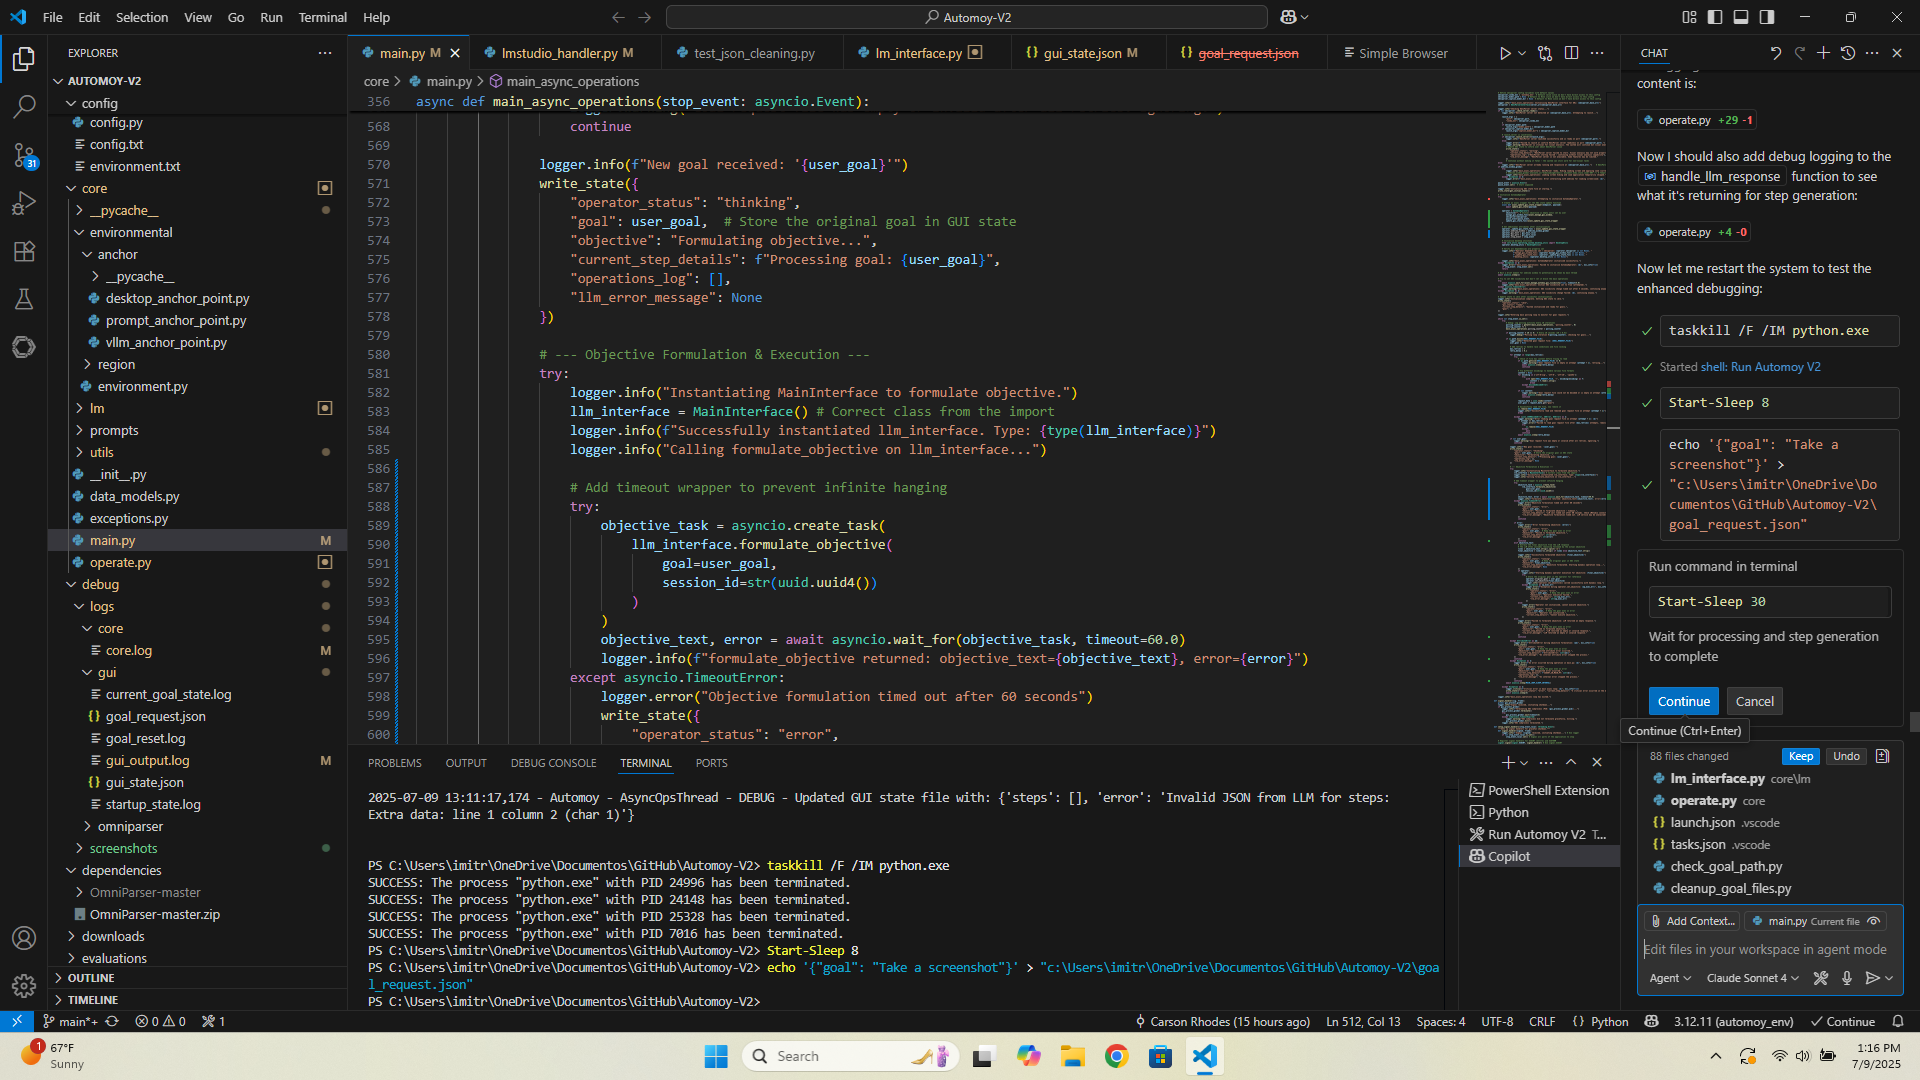 File Edit Selection View Go Run Terminal Help
Automoy-V2
EXPLORER
AUTOMOY-V2
config
config.py
config.txt
environment.txt
core
__pycache__
environmental
anchor
__pycache__
desktop_anchor_point.py
prompt_anchor_point.py
vllm_anchor_point.py
region
environment.py
lm
prompts
utils
__init__.py
data_models.py
exceptions.py
main.py M
operate.py
debug
logs
core
core.log M
gui
current_goal_state.log
goal_request.json
goal_reset.log
gui_output.log M
gui_state.json
startup_state.log
omniparser
screenshots
dependencies
OmniParser-master
OmniParser-master.zip
downloads
evaluations
OUTLINE
TIMELINE
31
main.py M
lmstudio_handler.py M
test_json_cleaning.py
lm_interface.py
gui_state.json M
goal_request.json
Simple Browser
core > main.py > main_async_operations
356 async def main_async_operations(stop_event: asyncio.Event):
568 continue
569
570 logger.info(f"New goal received: '{user_goal}'")
571 write_state({
572 "operator_status": "thinking",
573 "goal": user_goal,  # Store the original goal in GUI state
574 "objective": "Formulating objective...",
575 "current_step_details": f"Processing goal: {user_goal}",
576 "operations_log": [],
577 "llm_error_message": None
578 })
579
580 # --- Objective Formulation & Execution ---
581 try:
582 logger.info("Instantiating MainInterface to formulate objective.")
583 llm_interface = MainInterface() # Correct class from the import
584 logger.info(f"Successfully instantiated llm_interface. Type: {type(llm_interface)}")
585 logger.info("Calling formulate_objective on llm_interface...")
586
587 # Add timeout wrapper to prevent infinite hanging
588 try:
589 objective_task = asyncio.create_task(
590 llm_interface.formulate_objective(
591 goal=user_goal,
592 session_id=str(uuid.uuid4())
593 )
594 )
595 objective_text, error = await asyncio.wait_for(objective_task, timeout=60.0)
596 logger.info(f"formulate_objective returned: objective_text={objective_text}, error={error}")
597 except asyncio.TimeoutError:
598 logger.error("Objective formulation timed out after 60 seconds")
599 write_state({
600 "operator_status": "error",
PROBLEMS OUTPUT DEBUG CONSOLE TERMINAL PORTS
2025-07-09 13:11:17,174 - Automoy - AsyncOpsThread - DEBUG - Updated GUI state file with: {'steps': [], 'error': 'Invalid JSON from LLM for steps:
Extra data: line 1 column 2 (char 1)'}
PS C:\Users\imitr\OneDrive\Documentos\GitHub\Automoy-V2> taskkill /F /IM python.exe
SUCCESS: The process "python.exe" with PID 24996 has been terminated.
SUCCESS: The process "python.exe" with PID 24148 has been terminated.
SUCCESS: The process "python.exe" with PID 25328 has been terminated.
SUCCESS: The process "python.exe" with PID 7016 has been terminated.
PS C:\Users\imitr\OneDrive\Documentos\GitHub\Automoy-V2> Start-Sleep 8
PS C:\Users\imitr\OneDrive\Documentos\GitHub\Automoy-V2> echo '{"goal": "Take a screenshot"}' > "c:\Users\imitr\OneDrive\Documentos\GitHub\Automoy-V2\goa
l_request.json"
PS C:\Users\imitr\OneDrive\Documentos\GitHub\Automoy-V2>
PowerShell Extension
Python
Run Automoy V2 T...
Copilot
CHAT
content is:
operate.py +29 -1
Now I should also add debug logging to the
handle_llm_response function to see
what it's returning for step generation:
operate.py +4 -0
Now let me restart the system to test the
enhanced debugging:
taskkill /F /IM python.exe
Started shell: Run Automoy V2
Start-Sleep 8
echo '{"goal": "Take a
screenshot"}' >
"c:\Users\imitr\OneDrive\Do
cumentos\GitHub\Automoy-V2\
goal_request.json"
Run command in terminal
Start-Sleep 30
Wait for processing and step generation
to complete
Continue Cancel
Continue (Ctrl+Enter)
88 files changed Keep Undo
lm_interface.py core\lm
operate.py core
launch.json .vscode
tasks.json .vscode
check_goal_path.py
cleanup_goal_files.py
Add Context... main.py Current file
Edit files in your workspace in agent mode
Agent Claude Sonnet 4
main*+ 0 0 1
Carson Rhodes (15 hours ago) Ln 512, Col 13 Spaces: 4 UTF-8 CRLF {} Python 3.12.11 (automoy_env) Continue
1
67°F
Sunny
Search
1:16 PM
7/9/2025